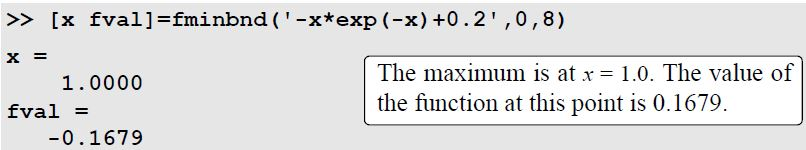 >> [x fval]=fminbnd('-x*exp(-x)+0.2',0,8)
x =
1.0000
fval =
-0.1679
The maximum is at x = 1.0. The value of
the function at this point is 0.1679.